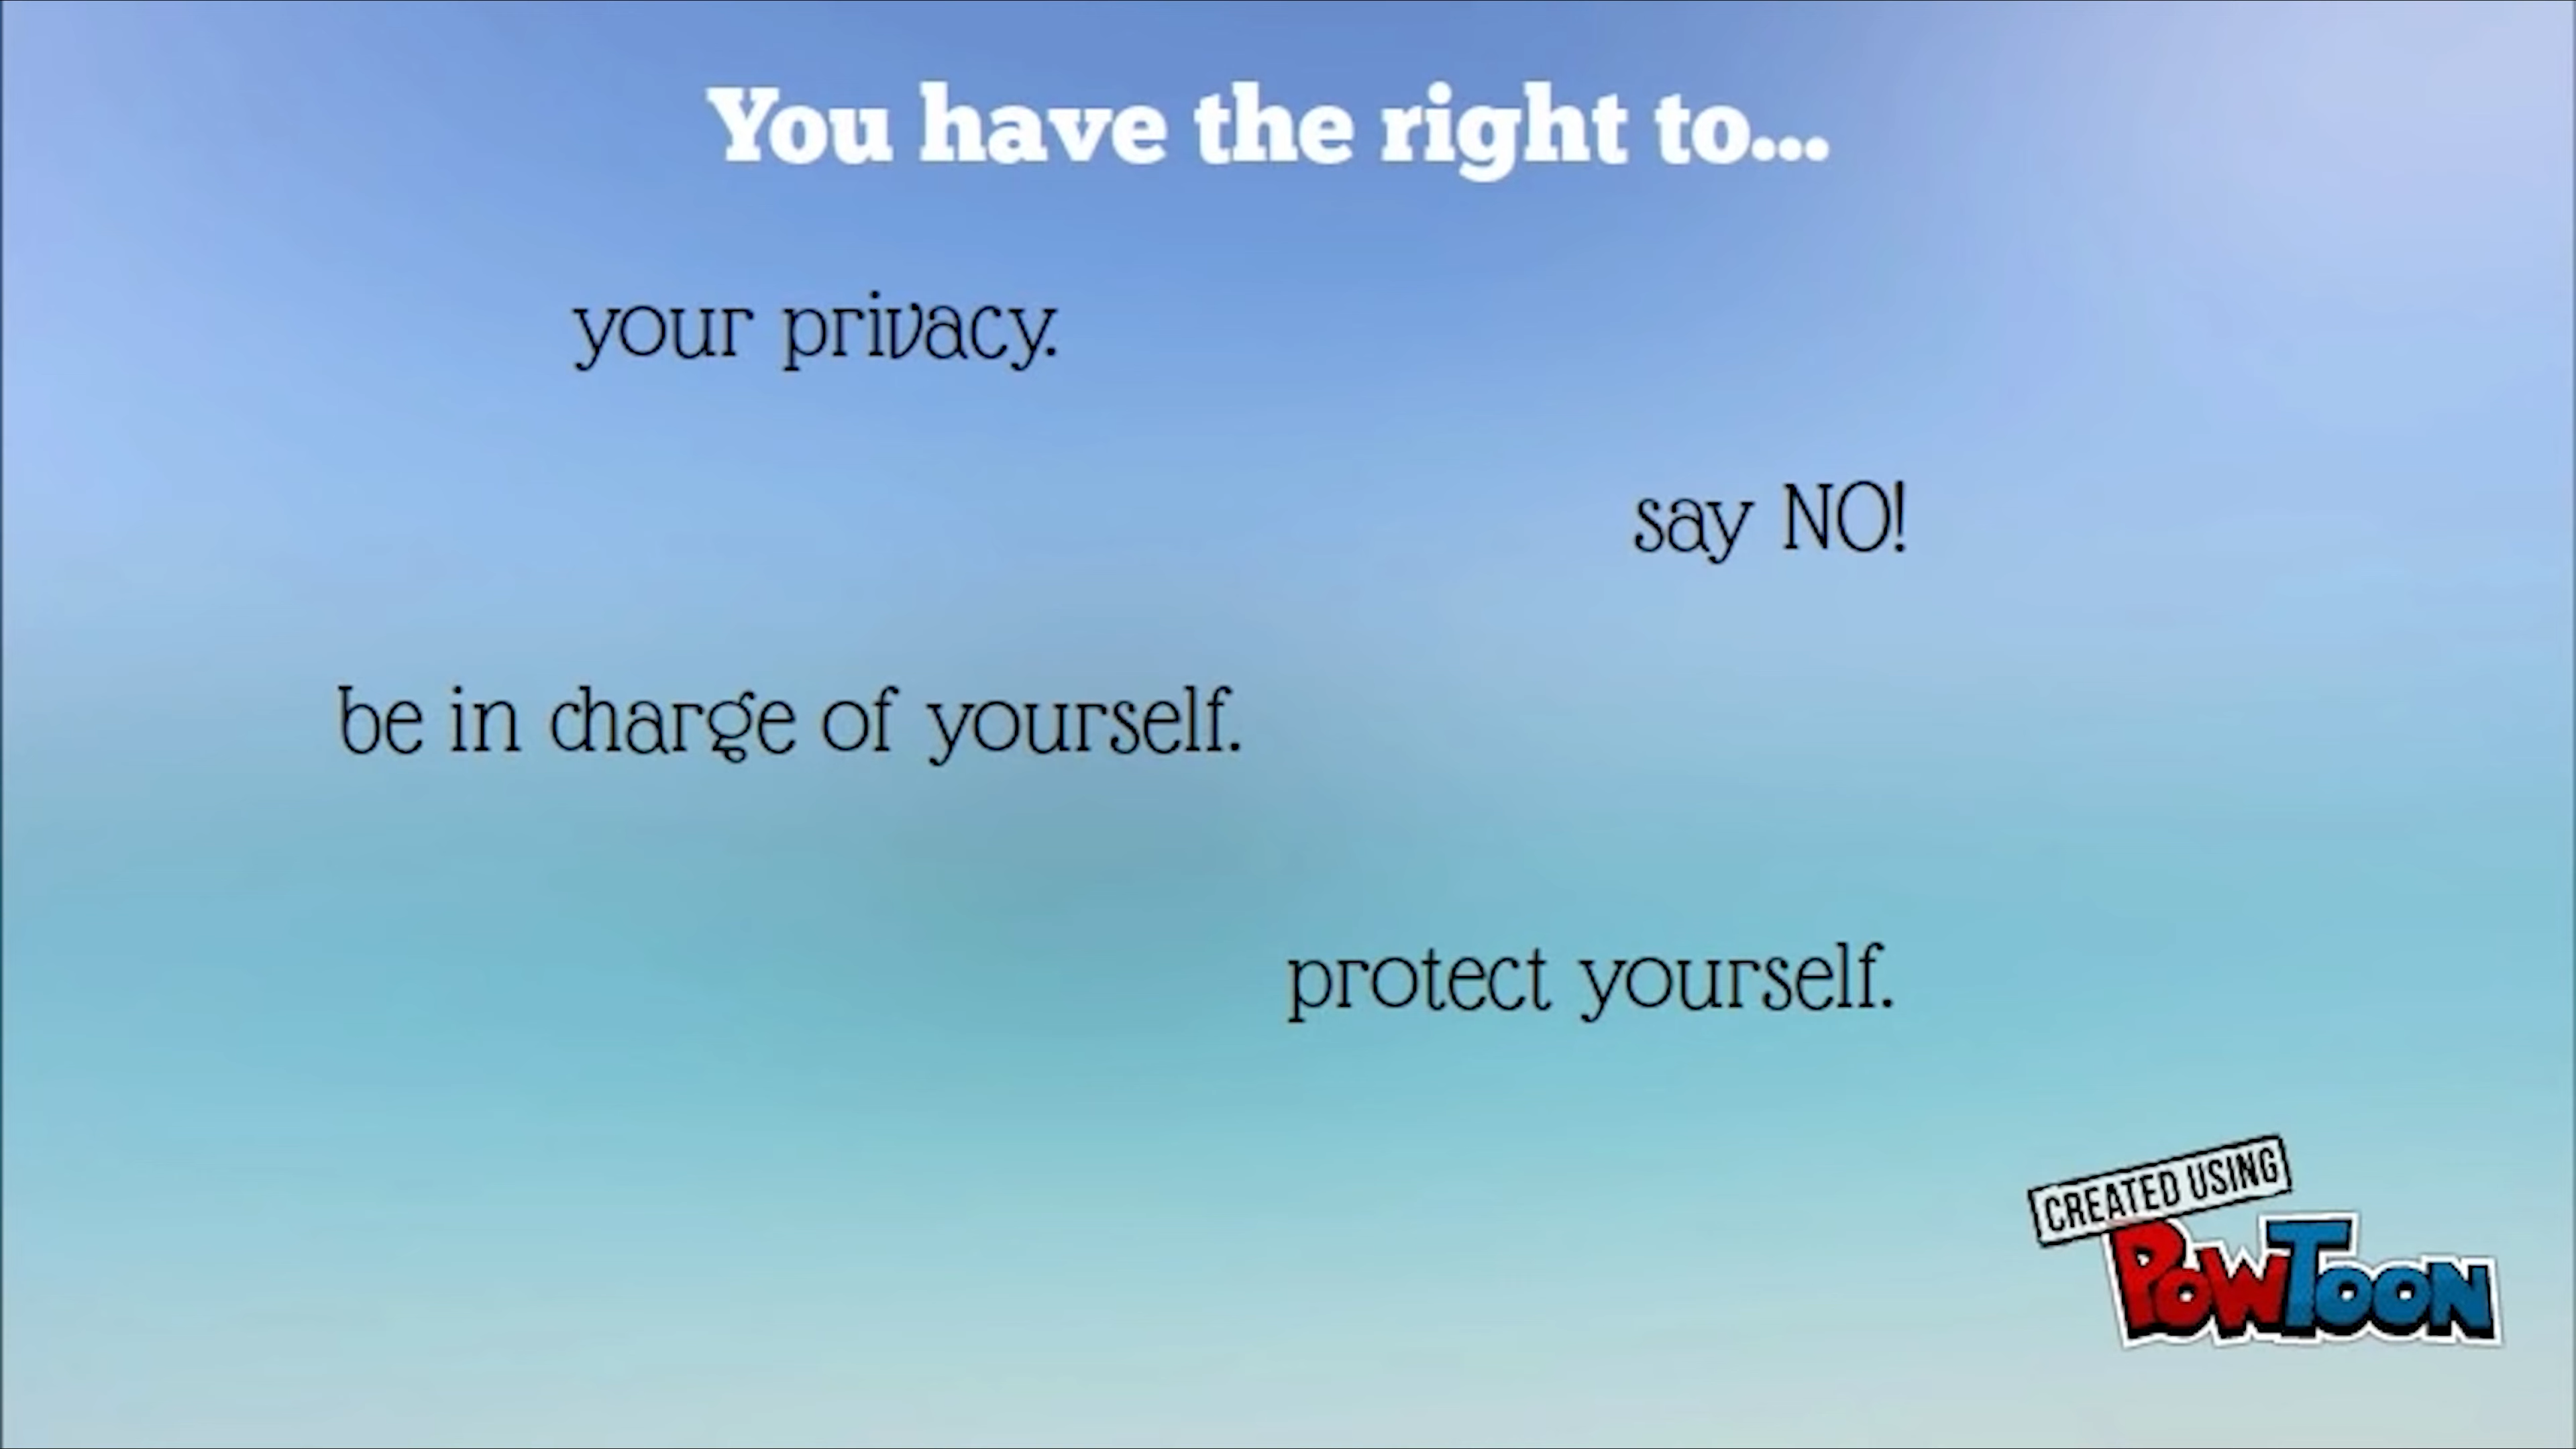 You have the right to...
your privacy.
say NO!
be in charge of yourself.
protect yourself.
CREATED USING
POWTOON